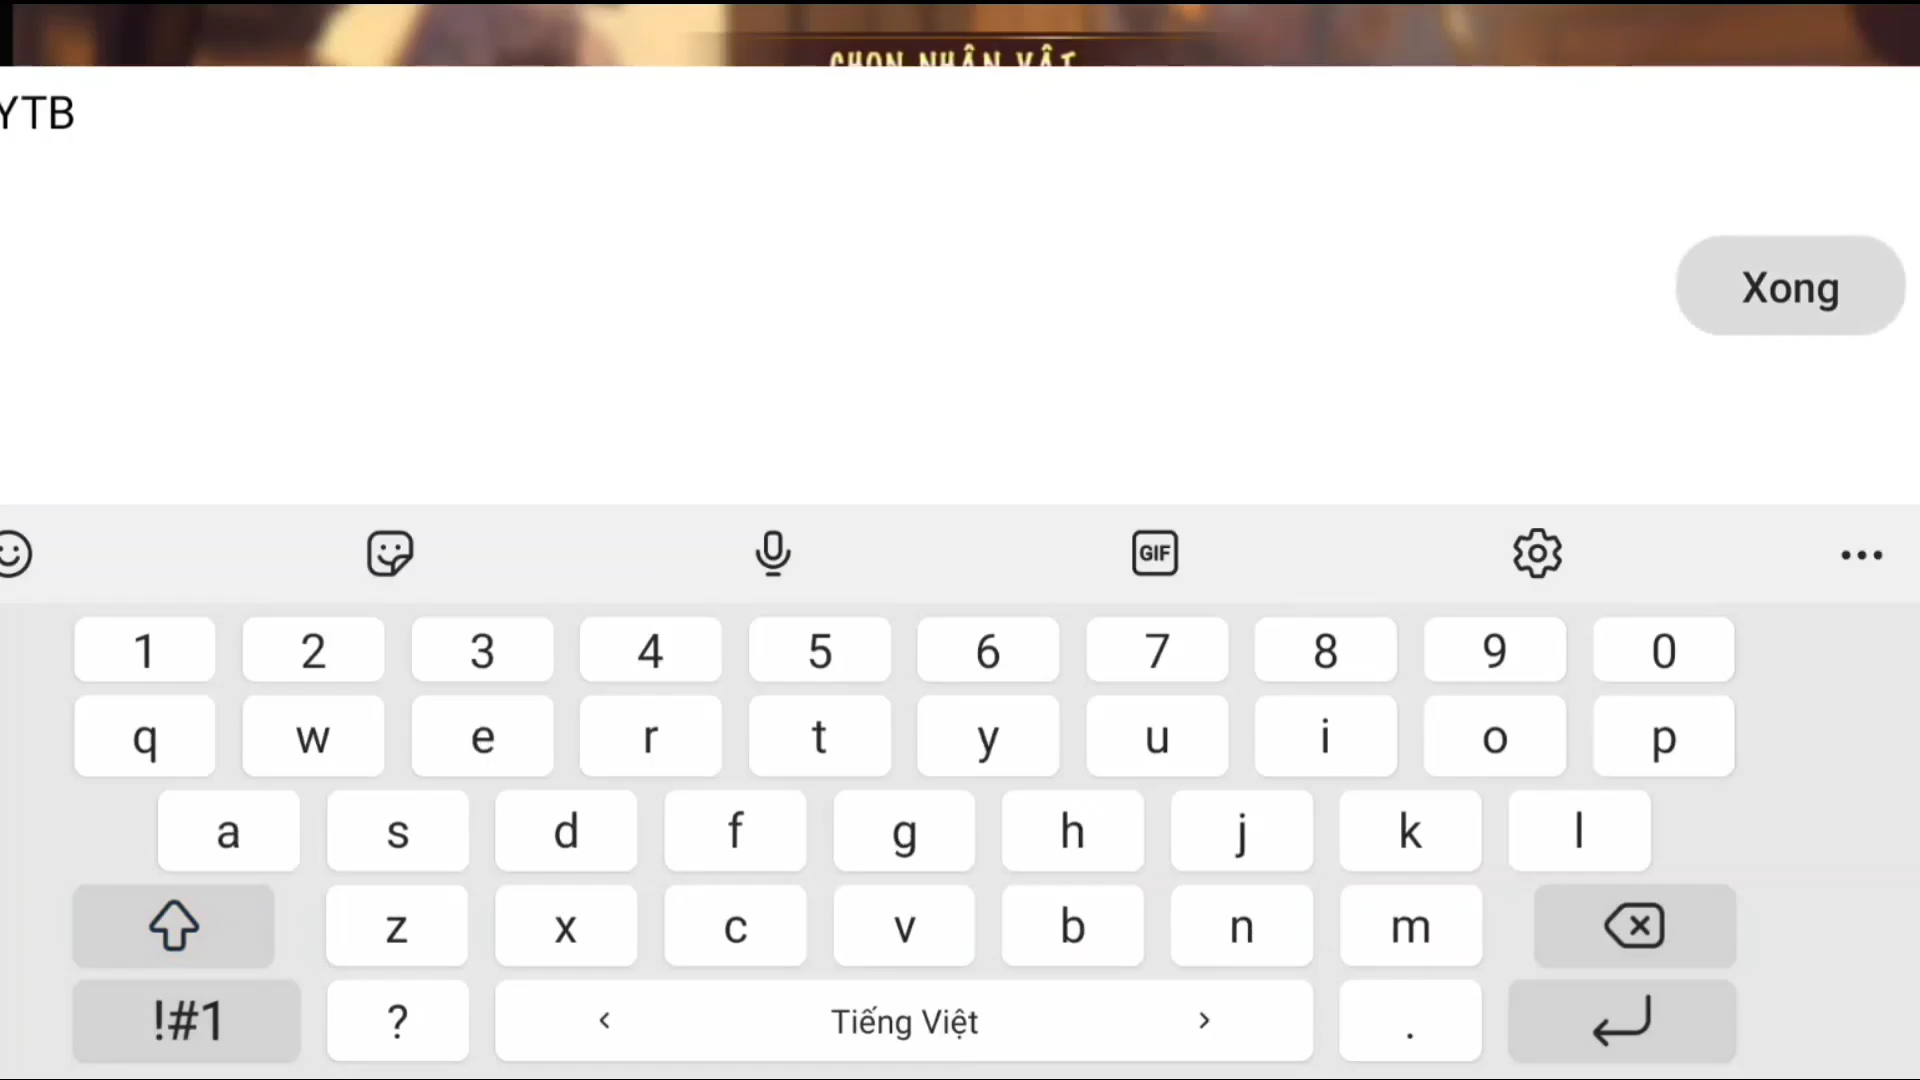 CHỌN NHÂN VẬT
YTB
Xong
GIF
1 2 3 4 5 6 7 8 9 0
q w e r t y u i o p
a s d f g h j k l
z x c v b n m
!#1 ? < Tiếng Việt > .